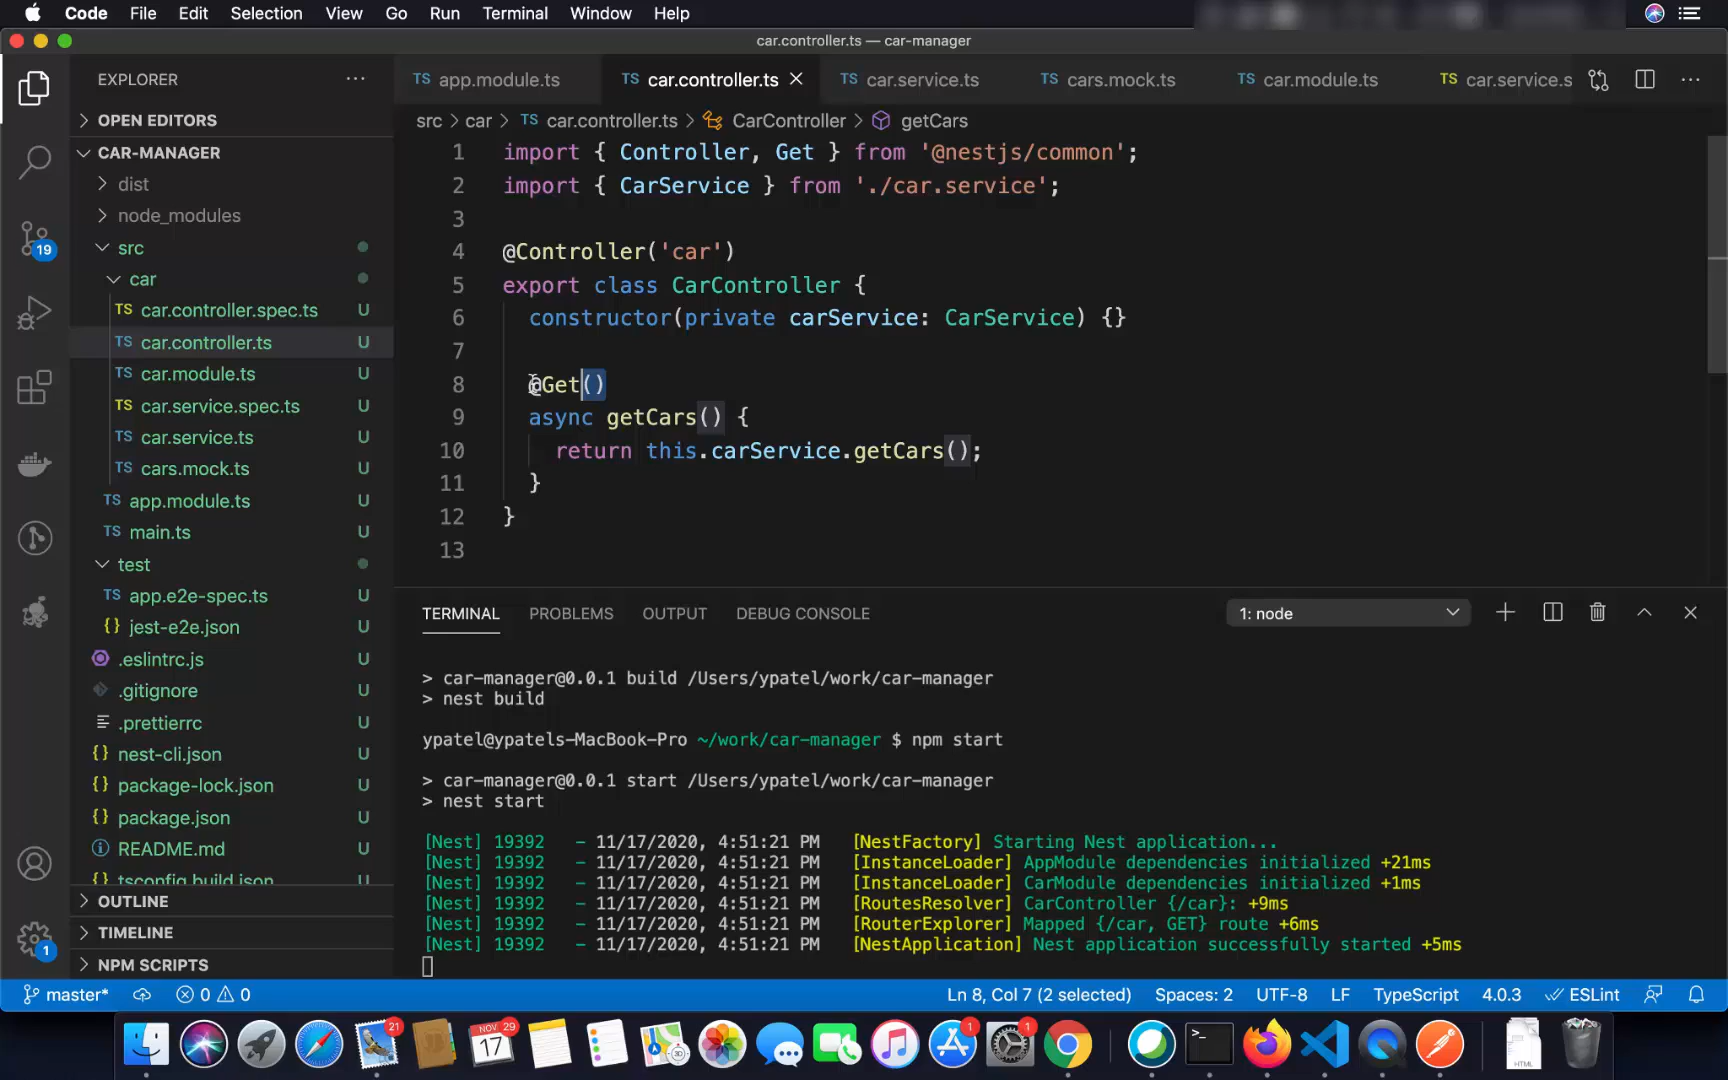 Code File Edit Selection View Go Run Terminal Window Help
car.controller.ts — car-manager
EXPLORER
TS app.module.ts
TS car.controller.ts
TS car.service.ts
TS cars.mock.ts
TS car.module.ts
TS car.service.s
OPEN EDITORS
src > car > TS car.controller.ts > CarController > getCars
CAR-MANAGER
dist
node_modules
src
car
TS car.controller.spec.ts U
TS car.controller.ts U
TS car.module.ts U
TS car.service.spec.ts U
TS car.service.ts U
TS cars.mock.ts U
TS app.module.ts U
TS main.ts U
test
TS app.e2e-spec.ts U
{} jest-e2e.json U
.eslintrc.js U
.gitignore U
.prettierrc U
{} nest-cli.json U
{} package-lock.json U
{} package.json U
README.md U
{} tsconfig.build.json U
OUTLINE
TIMELINE
NPM SCRIPTS
19
1
1 import { Controller, Get } from '@nestjs/common';
2 import { CarService } from './car.service';
3
4 @Controller('car')
5 export class CarController {
6 constructor(private carService: CarService) {}
7
8 @Get()
9 async getCars() {
10 return this.carService.getCars();
11 }
12 }
13
TERMINAL PROBLEMS OUTPUT DEBUG CONSOLE 1: node
> car-manager@0.0.1 build /Users/ypatel/work/car-manager
> nest build
ypatel@ypatels-MacBook-Pro ~/work/car-manager $ npm start
> car-manager@0.0.1 start /Users/ypatel/work/car-manager
> nest start
[Nest] 19392 - 11/17/2020, 4:51:21 PM [NestFactory] Starting Nest application...
[Nest] 19392 - 11/17/2020, 4:51:21 PM [InstanceLoader] AppModule dependencies initialized +21ms
[Nest] 19392 - 11/17/2020, 4:51:21 PM [InstanceLoader] CarModule dependencies initialized +1ms
[Nest] 19392 - 11/17/2020, 4:51:21 PM [RoutesResolver] CarController {/car}: +9ms
[Nest] 19392 - 11/17/2020, 4:51:21 PM [RouterExplorer] Mapped {/car, GET} route +6ms
[Nest] 19392 - 11/17/2020, 4:51:21 PM [NestApplication] Nest application successfully started +5ms
master* 0 0 Ln 8, Col 7 (2 selected) Spaces: 2 UTF-8 LF TypeScript 4.0.3 ESLint
21
NOV 29
17
3D
1
1
>_
HTML